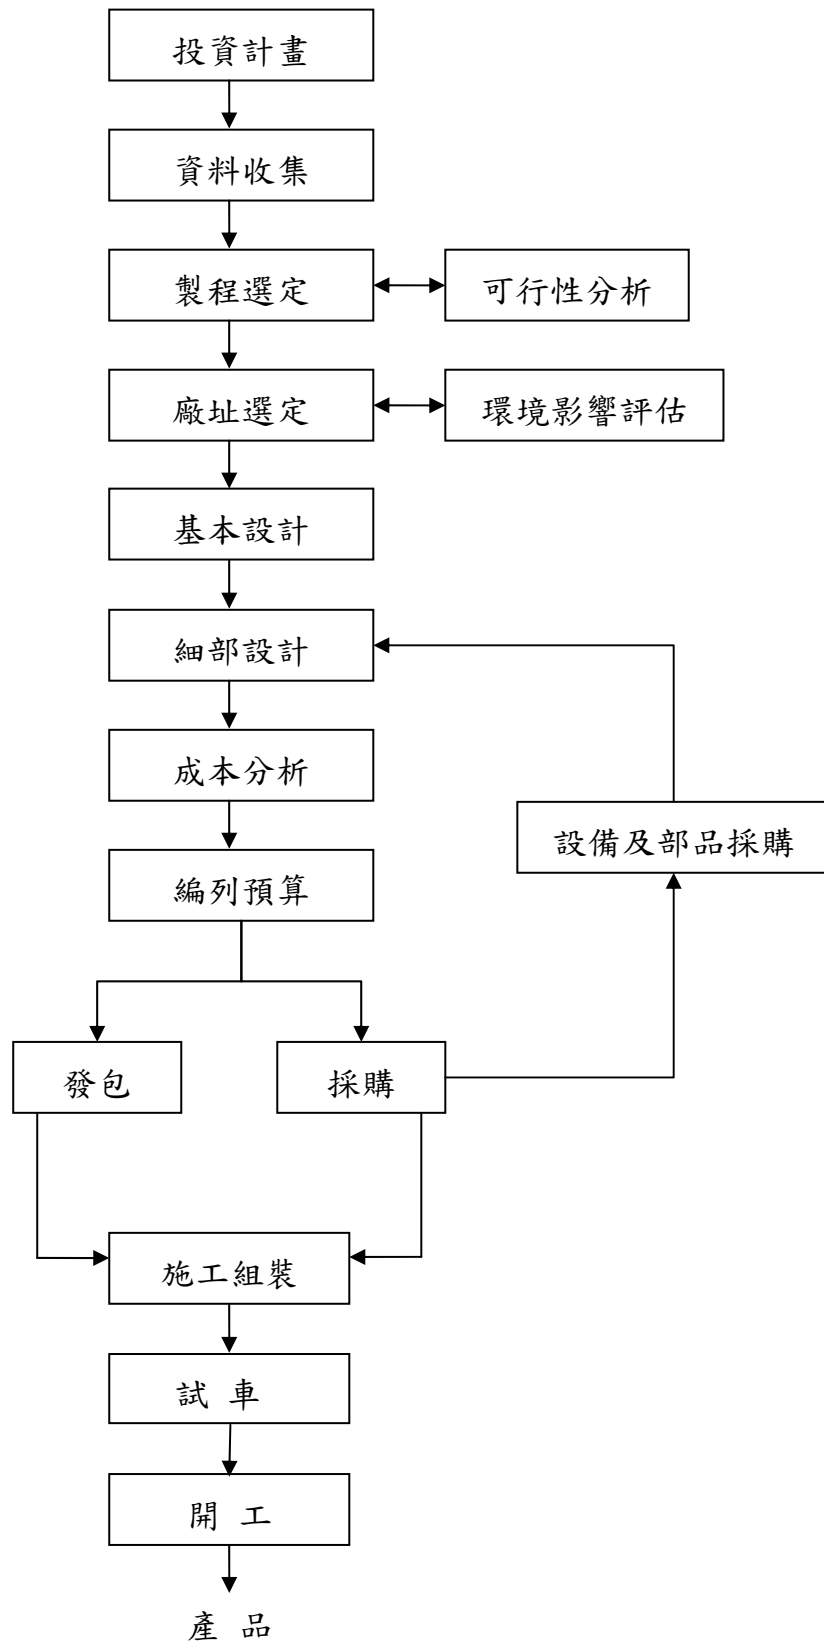 投資計畫
資料收集
製程選定
可行性分析
廠址選定
環境影響評估
基本設計
細部設計
成本分析
設備及部品採購
編列預算
發包
採購
施工組裝
試 車
開 工
產 品